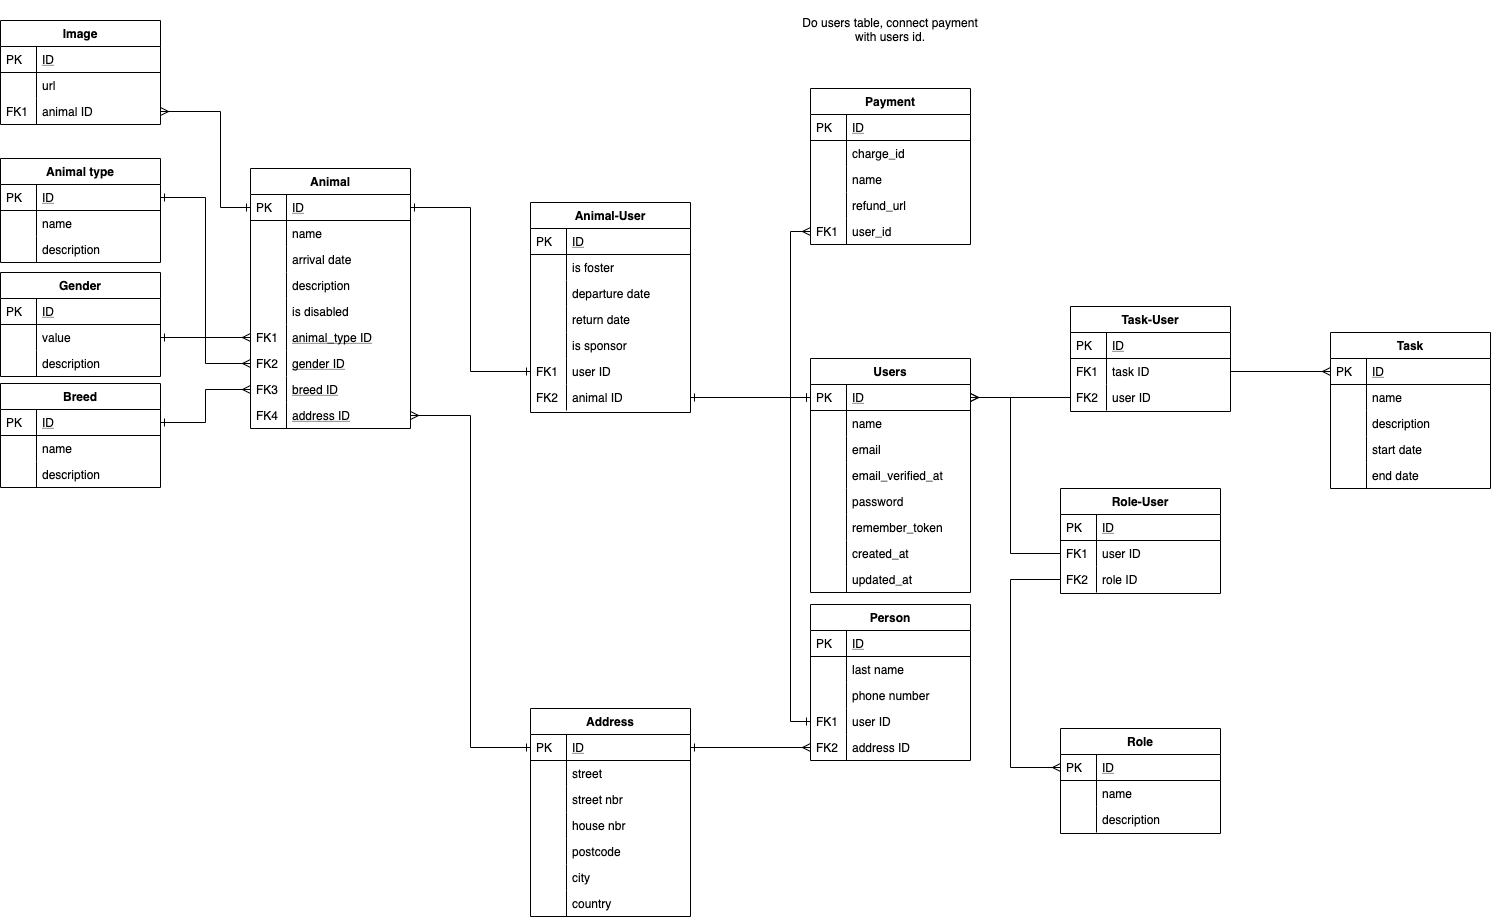 Do users table, connect payment
with users id.
Image
PK ID
url
FK1 animal ID
Animal type
PK ID
name
description
Gender
PK ID
value
description
Breed
PK ID
name
description
Animal
PK ID
name
arrival date
description
is disabled
FK1 animal_type ID
FK2 gender ID
FK3 breed ID
FK4 address ID
Animal-User
PK ID
is foster
departure date
return date
is sponsor
FK1 user ID
FK2 animal ID
Address
PK ID
street
street nbr
house nbr
postcode
city
country
Payment
PK ID
charge_id
name
refund_url
FK1 user_id
Users
PK ID
name
email
email_verified_at
password
remember_token
created_at
updated_at
Person
PK ID
last name
phone number
FK1 user ID
FK2 address ID
Task-User
PK ID
FK1 task ID
FK2 user ID
Role-User
PK ID
FK1 user ID
FK2 role ID
Role
PK ID
name
description
Task
PK ID
name
description
start date
end date